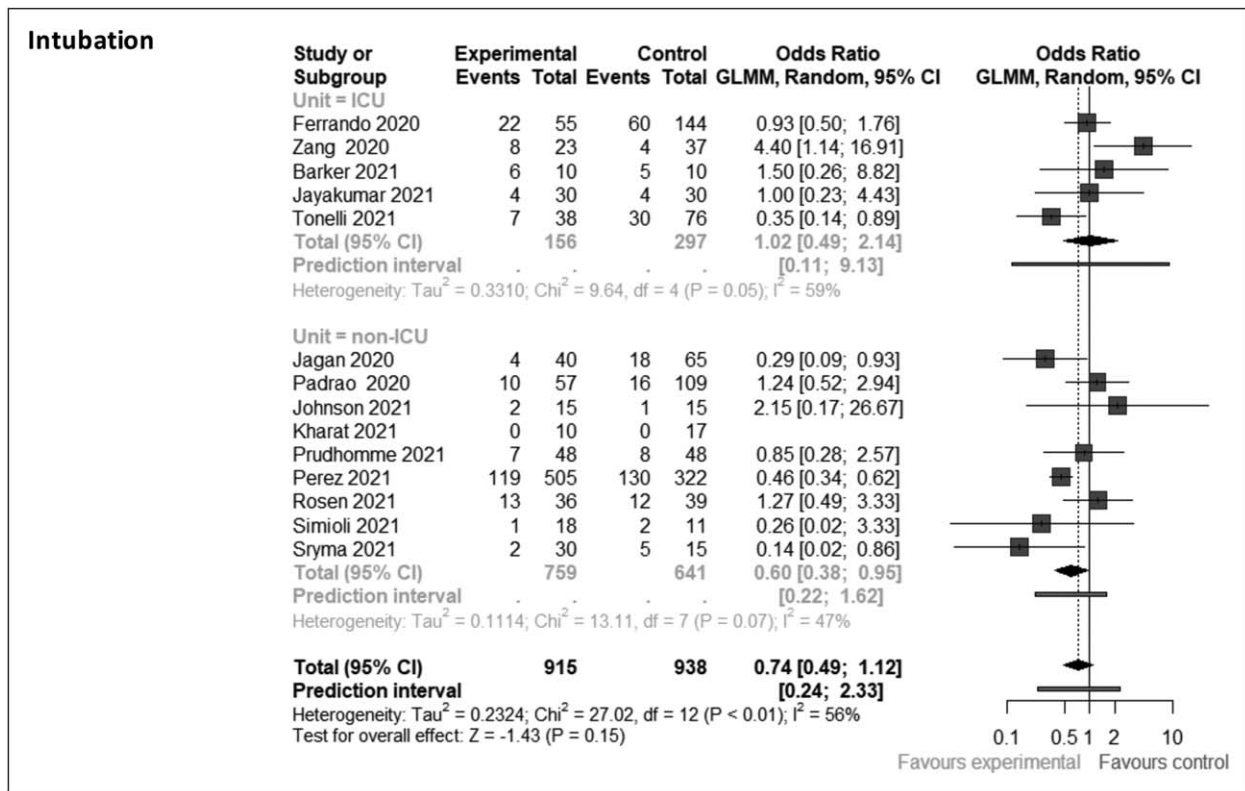 Intubation
Study or Experimental Control Odds Ratio Odds Ratio
Subgroup Events Total Events Total GLMM, Random, 95% CI GLMM, Random, 95% CI
Unit = ICU
Ferrando 2020 22 55 60 144 0.93 [0.50; 1.76]
Zang 2020 8 23 4 37 4.40 [1.14; 16.91]
Barker 2021 6 10 5 10 1.50 [0.26; 8.82]
Jayakumar 2021 4 30 4 30 1.00 [0.23; 4.43]
Tonelli 2021 7 38 30 76 0.35 [0.14; 0.89]
Total (95% CI) 156 297 1.02 [0.49; 2.14]
Prediction interval . . . . [0.11; 9.13]
Heterogeneity: Tau² = 0.3310; Chi² = 9.64, df = 4 (P = 0.05); I² = 59%
Unit = non-ICU
Jagan 2020 4 40 18 65 0.29 [0.09; 0.93]
Padrao 2020 10 57 16 109 1.24 [0.52; 2.94]
Johnson 2021 2 15 1 15 2.15 [0.17; 26.67]
Kharat 2021 0 10 0 17
Prudhomme 2021 7 48 8 48 0.85 [0.28; 2.57]
Perez 2021 119 505 130 322 0.46 [0.34; 0.62]
Rosen 2021 13 36 12 39 1.27 [0.49; 3.33]
Simioli 2021 1 18 2 11 0.26 [0.02; 3.33]
Sryma 2021 2 30 5 15 0.14 [0.02; 0.86]
Total (95% CI) 759 641 0.60 [0.38; 0.95]
Prediction interval . . . . [0.22; 1.62]
Heterogeneity: Tau² = 0.1114; Chi² = 13.11, df = 7 (P = 0.07); I² = 47%
Total (95% CI) 915 938 0.74 [0.49; 1.12]
Prediction interval [0.24; 2.33]
Heterogeneity: Tau² = 0.2324; Chi² = 27.02, df = 12 (P < 0.01); I² = 56%
Test for overall effect: Z = -1.43 (P = 0.15)
0.1 0.5 1 2 10
Favours experimental Favours control